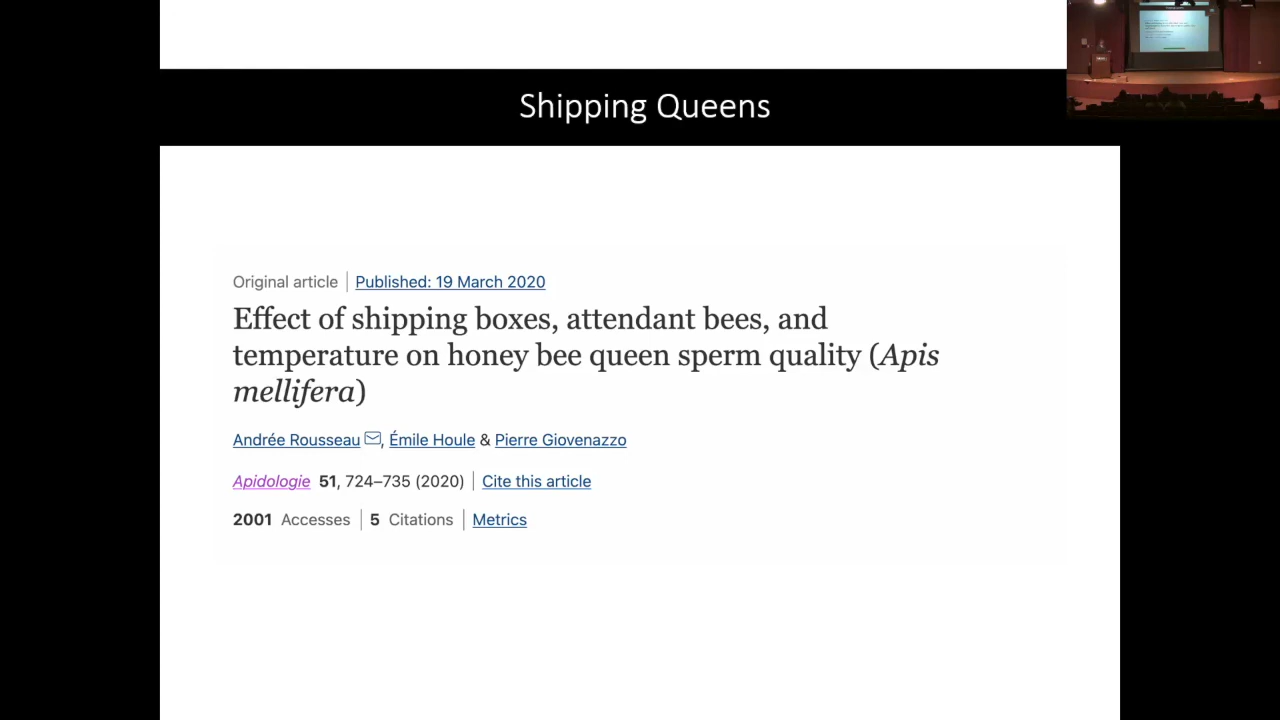 Shipping Queens
Original article | Published: 19 March 2020
Effect of shipping boxes, attendant bees, and
temperature on honey bee queen sperm quality (Apis
mellifera)
Andrée Rousseau, Émile Houle & Pierre Giovenazzo
Apidologie 51, 724–735 (2020) | Cite this article
2001 Accesses | 5 Citations | Metrics